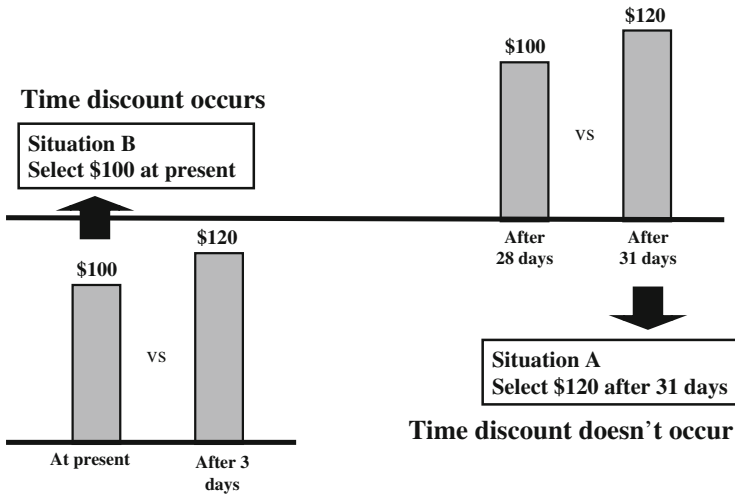 $120
$100
Time discount occurs
Situation B
Select $100 at present
vs
$120
$100
After
28 days
After
31 days
vs
Situation A
Select $120 after 31 days
Time discount doesn't occur
At present
After 3
days